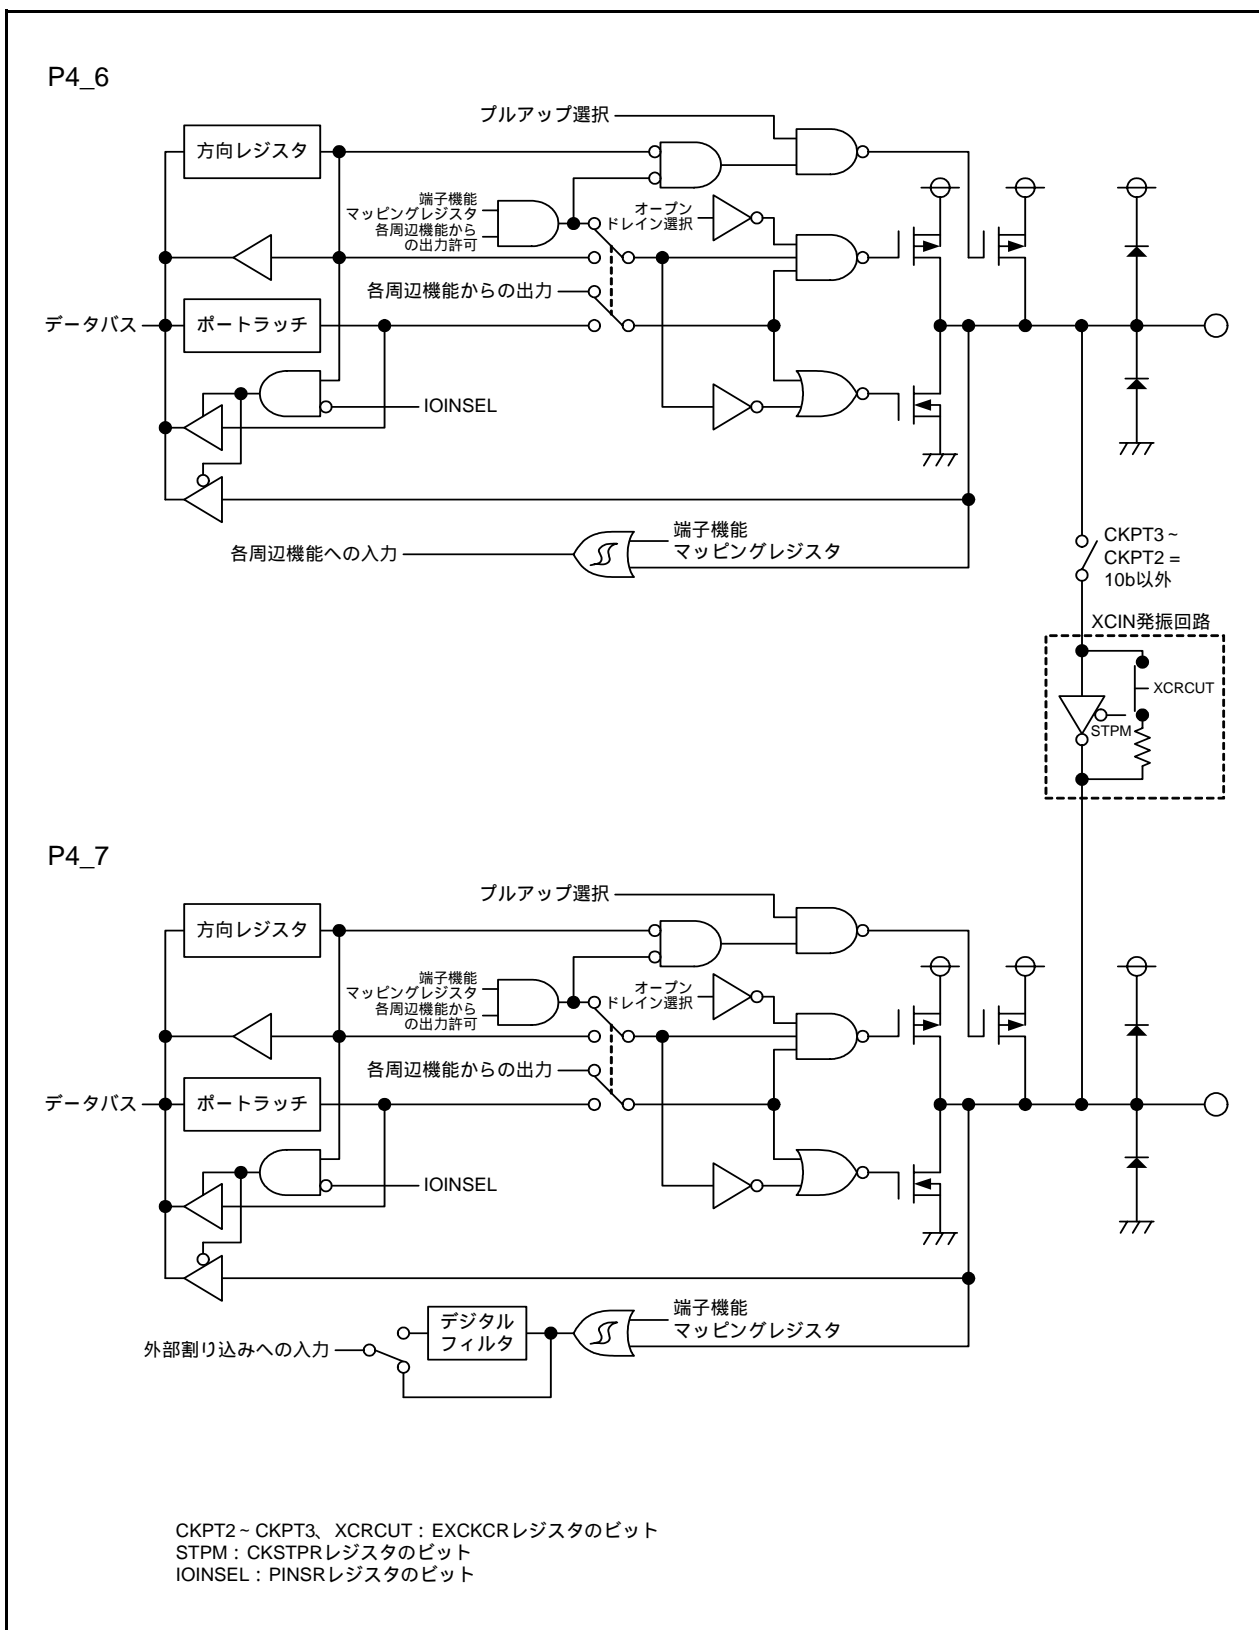 P4_6
プルアップ選択
方向レジスタ
端子機能
マッピングレジスタ
各周辺機能から
の出力許可
オープン
ドレイン選択
各周辺機能からの出力
データバス
ポートラッチ
IOINSEL
端子機能
マッピングレジスタ
各周辺機能への入力
CKPT3~
CKPT2=
10b以外
XCIN発振回路
XCRCUT
STPM
P4_7
プルアップ選択
方向レジスタ
端子機能
マッピングレジスタ
各周辺機能から
の出力許可
オープン
ドレイン選択
各周辺機能からの出力
データバス
ポートラッチ
IOINSEL
端子機能
マッピングレジスタ
デジタル
フィルタ
外部割り込みへの入力
CKPT2~CKPT3、XCRCUT:EXCKCRレジスタのビット
STPM:CKSTPRレジスタのビット
IOINSEL:PINSRレジスタのビット